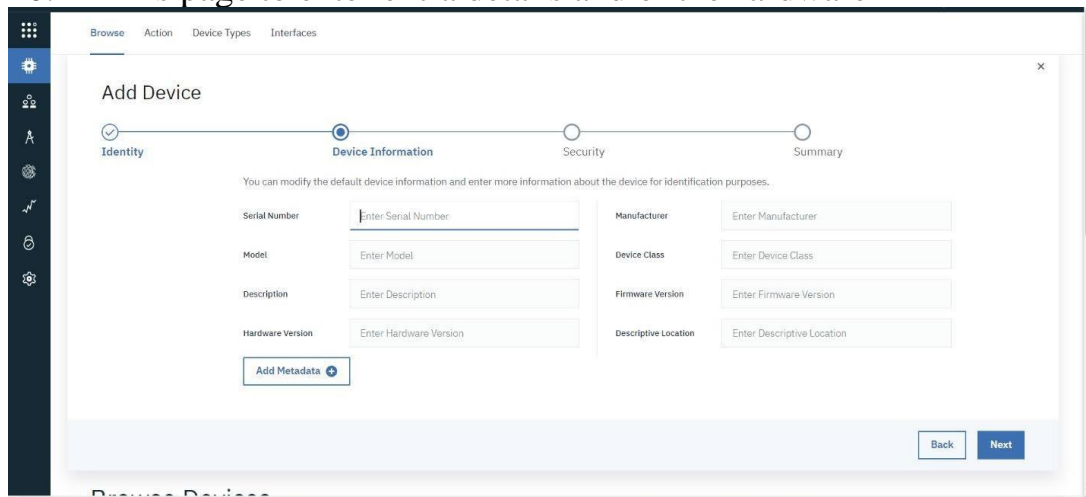 Browse Action Device Types Interfaces
×
Add Device
Identity Device Information Security Summary
You can modify the default device information and enter more information about the device for identification purposes.
Serial Number Enter Serial Number Manufacturer Enter Manufacturer
Model Enter Model Device Class Enter Device Class
Description Enter Description Firmware Version Enter Firmware Version
Hardware Version Enter Hardware Version Descriptive Location Enter Descriptive Location
Add Metadata
Back Next
Browse Devices